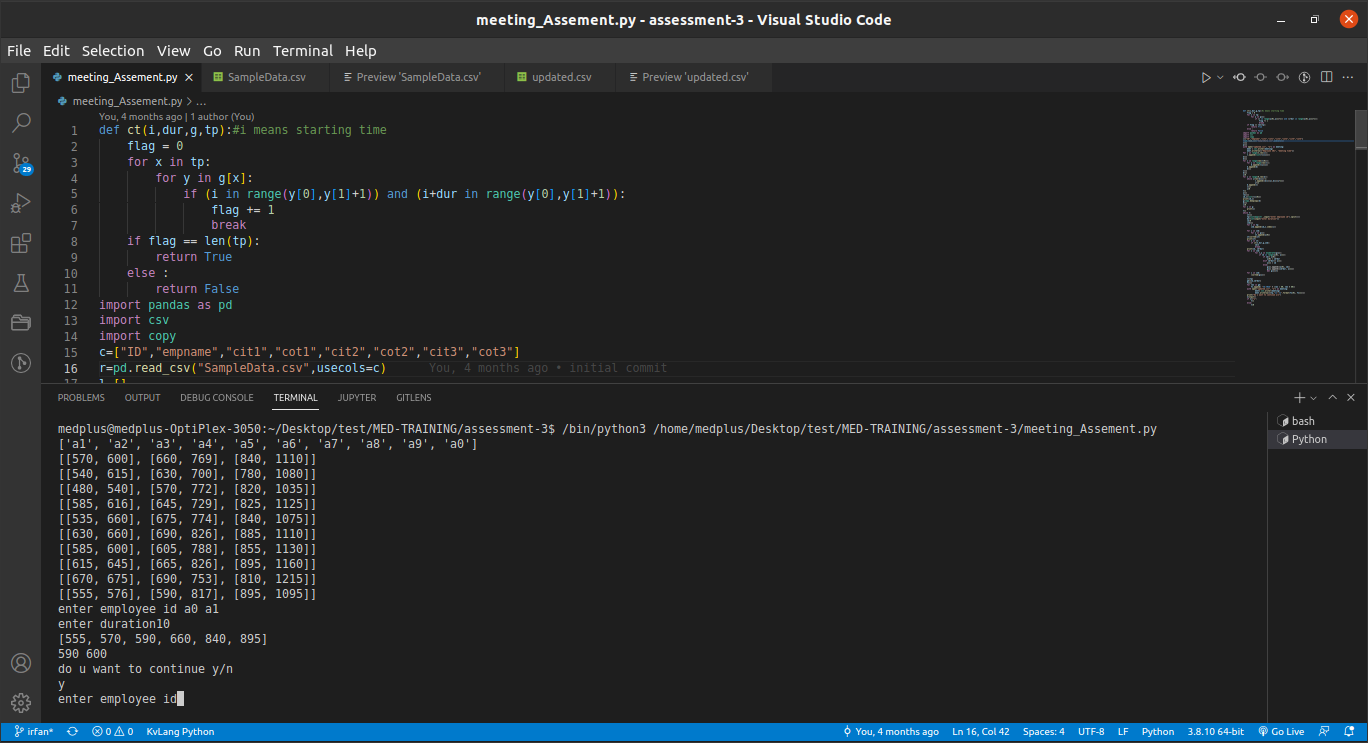 meeting_Assement.py - assessment-3 - Visual Studio Code
File Edit Selection View Go Run Terminal Help
meeting_Assement.py SampleData.csv Preview 'SampleData.csv' updated.csv Preview 'updated.csv'
meeting_Assement.py > ...
You, 4 months ago | 1 author (You)
1 def ct(i,dur,g,tp):#i means starting time
2 flag = 0
3 for x in tp:
4 for y in g[x]:
5 if (i in range(y[0],y[1]+1)) and (i+dur in range(y[0],y[1]+1)):
6 flag += 1
7 break
8 if flag == len(tp):
9 return True
10 else :
11 return False
12 import pandas as pd
13 import csv
14 import copy
15 c=["ID","empname","cit1","cot1","cit2","cot2","cit3","cot3"]
16 r=pd.read_csv("SampleData.csv",usecols=c) You, 4 months ago • initial commit
29
PROBLEMS OUTPUT DEBUG CONSOLE TERMINAL JUPYTER GITLENS
bash
Python
medplus@medplus-OptiPlex-3050:~/Desktop/test/MED-TRAINING/assessment-3$ /bin/python3 /home/medplus/Desktop/test/MED-TRAINING/assessment-3/meeting_Assement.py
['a1', 'a2', 'a3', 'a4', 'a5', 'a6', 'a7', 'a8', 'a9', 'a0']
[[570, 600], [660, 769], [840, 1110]]
[[540, 615], [630, 700], [780, 1080]]
[[480, 540], [570, 772], [820, 1035]]
[[585, 616], [645, 729], [825, 1125]]
[[535, 660], [675, 774], [840, 1075]]
[[630, 660], [690, 826], [885, 1110]]
[[585, 600], [605, 788], [855, 1130]]
[[615, 645], [665, 826], [895, 1160]]
[[670, 675], [690, 753], [810, 1215]]
[[555, 576], [590, 817], [895, 1095]]
enter employee id a0 a1
enter duration10
[555, 570, 590, 660, 840, 895]
590 600
do u want to continue y/n
y
enter employee id
irfan* 0 0 KvLang Python You, 4 months ago Ln 16, Col 42 Spaces: 4 UTF-8 LF Python 3.8.10 64-bit Go Live